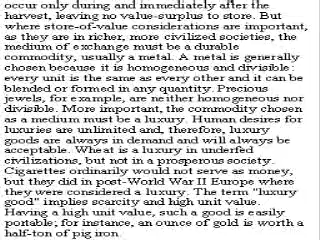 occur only during and immediately after the
harvest, leaving no value-surplus to store. But
where store-of-value considerations are important,
as they are in richer, more civilized societies, the
medium of exchange must be a durable
commodity, usually a metal. A metal is generally
chosen because it is homogeneous and divisible:
every unit is the same as every other and it can be
blended or formed in any quantity. Precious
jewels, for example, are neither homogeneous nor
divisible. More important, the commodity chosen
as a medium must be a luxury. Human desires for
luxuries are unlimited and, therefore, luxury
goods are always in demand and will always be
acceptable. Wheat is a luxury in underfed
civilizations, but not in a prosperous society.
Cigarettes ordinarily would not serve as money,
but they did in post-World War II Europe where
they were considered a luxury. The term "luxury
good" implies scarcity and high unit value.
Having a high unit value, such a good is easily
portable; for instance, an ounce of gold is worth a
half-ton of pig iron.